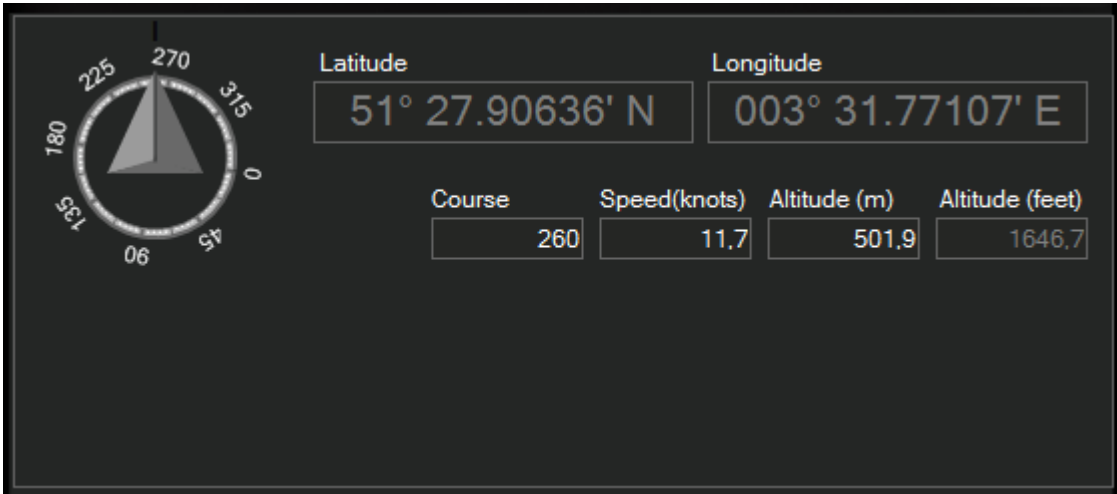 270
225
315
180
0
135
45
90
Latitude Longitude
51° 27.90636' N 003° 31.77107' E
Course Speed(knots) Altitude (m) Altitude (feet)
260 11,7 501,9 1646,7